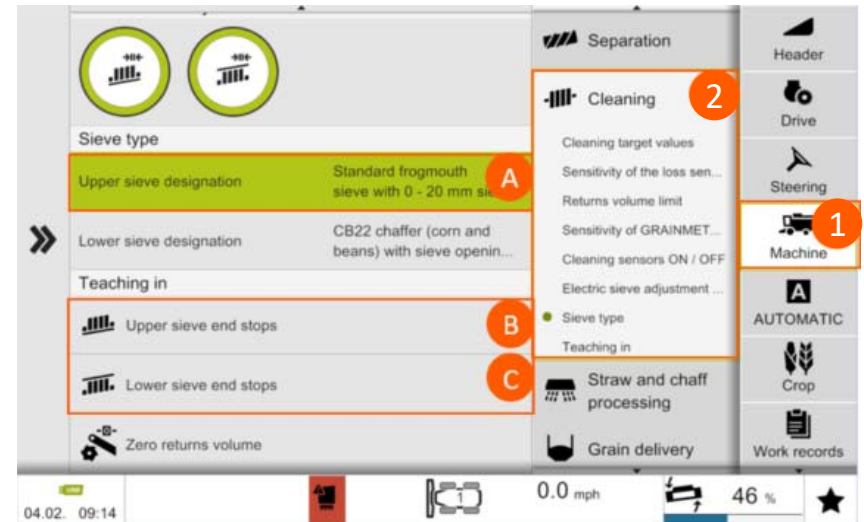 Sieve type
Upper sieve designation
Standard frogmouth
sieve with 0 - 20 mm
A
Lower sieve designation
CB22 chaffer (corn and
beans) with sieve openin...
Teaching in
Upper sieve end stops
B
Lower sieve end stops
C
Zero returns volume
Separation
Cleaning
2
Cleaning target values
Sensitivity of the loss sen...
Returns volume limit
Sensitivity of GRAINMET...
Cleaning sensors ON / OFF
Electric sieve adjustment ...
Sieve type
Teaching in
Straw and chaff
processing
Grain delivery
Header
Drive
Steering
1
Machine
A
AUTOMATIC
Crop
Work records
04.02. 09:14
1
0.0 mph
46 %